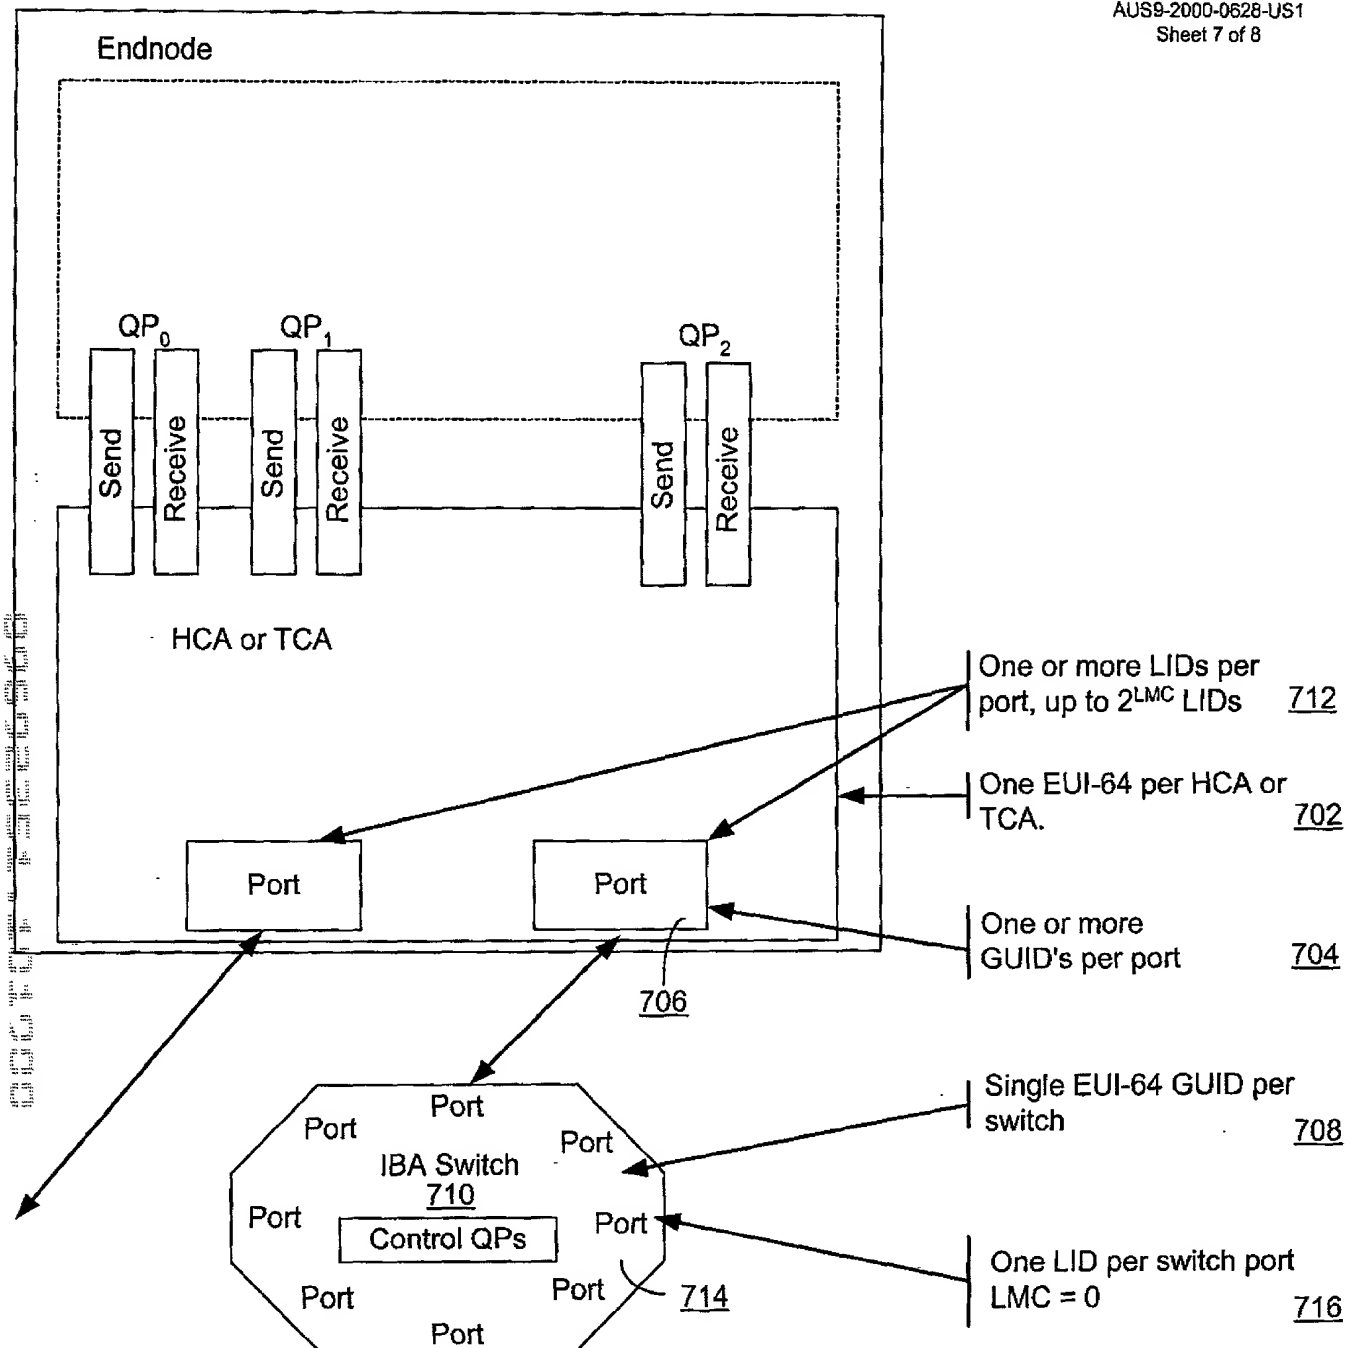 AUS9-2000-0628-US1
Sheet 7 of 8
Endnode
QP0
QP1
QP2
Send
Receive
Send
Receive
Send
Receive
HCA or TCA
One or more LIDs per
port, up to 2^LMC LIDs
712
One EUI-64 per HCA or
TCA.
702
Port
Port
One or more
GUID's per port
704
706
Single EUI-64 GUID per
switch
708
Port
Port
Port
IBA Switch
710
Port
Port
Control QPs
One LID per switch port
LMC = 0
716
Port
Port
714
Port